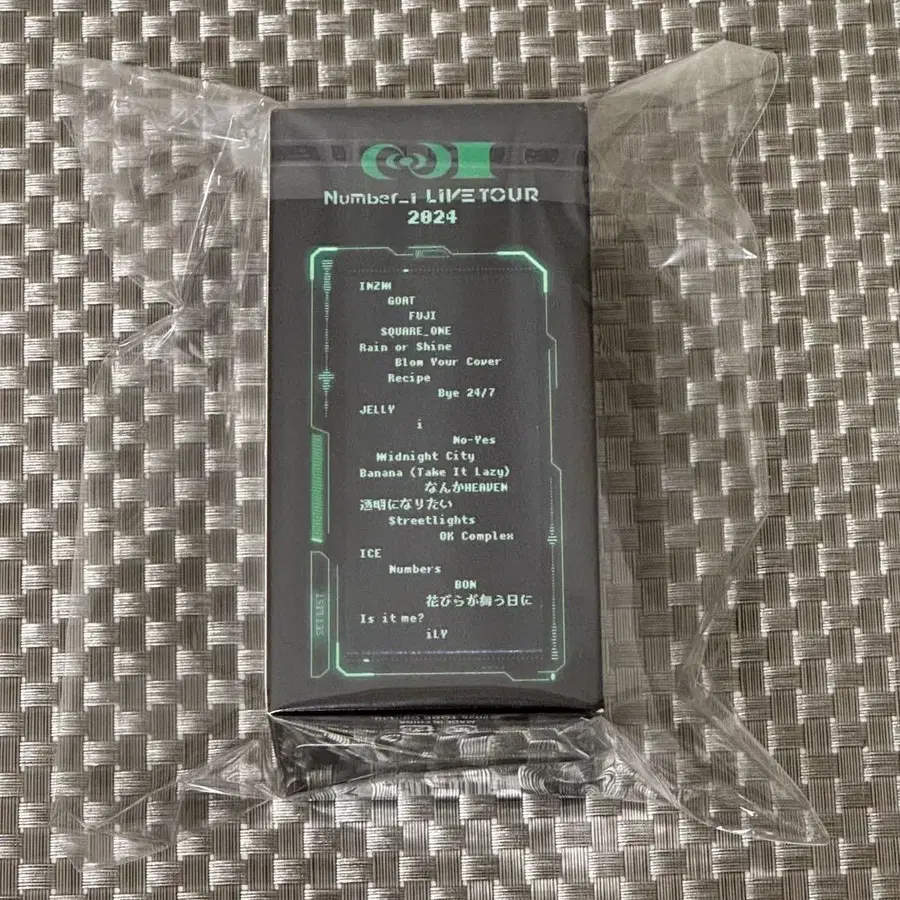 Number_i LIVE TOUR
2024
INZM
GOAT
FUJI
SQUARE_ONE
Rain or Shine
Blow Your Cover
Recipe
Bye 24/7
JELLY
i
No-Yes
Midnight City
Banana (Take It Lazy)
なんかHEAVEN
透明になりたい
Streetlights
OK Complex
ICE
Numbers
BON
花びらが舞う日に
Is it me?
iLY
SET LIST
MADE IN CHINA